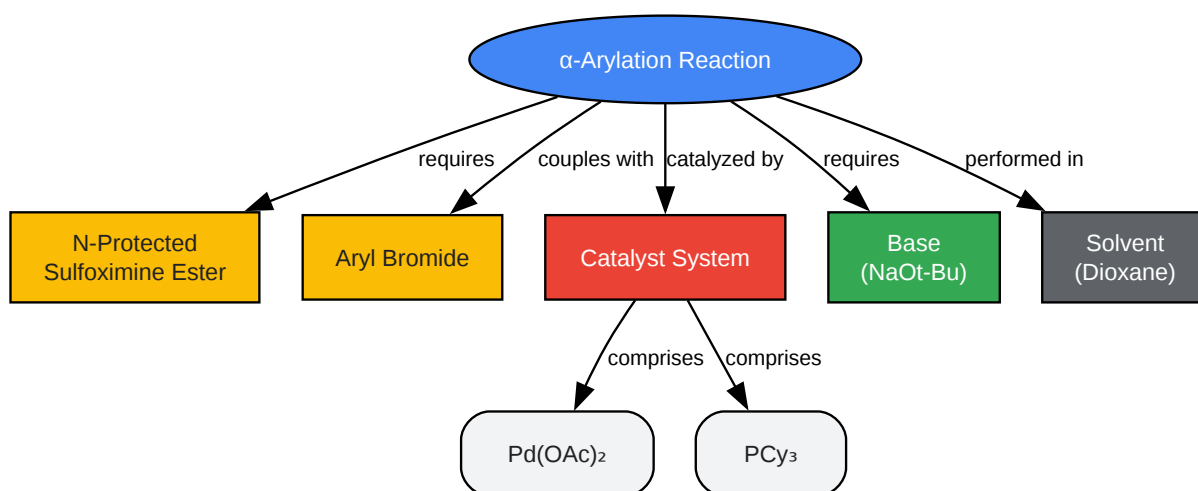 α-Arylation Reaction
requires
couples with
catalyzed by
requires
performed in
N-Protected
Sulfoximine Ester
Aryl Bromide
Catalyst System
Base
(NaOt-Bu)
Solvent
(Dioxane)
comprises
comprises
Pd(OAc)₂
PCy₃